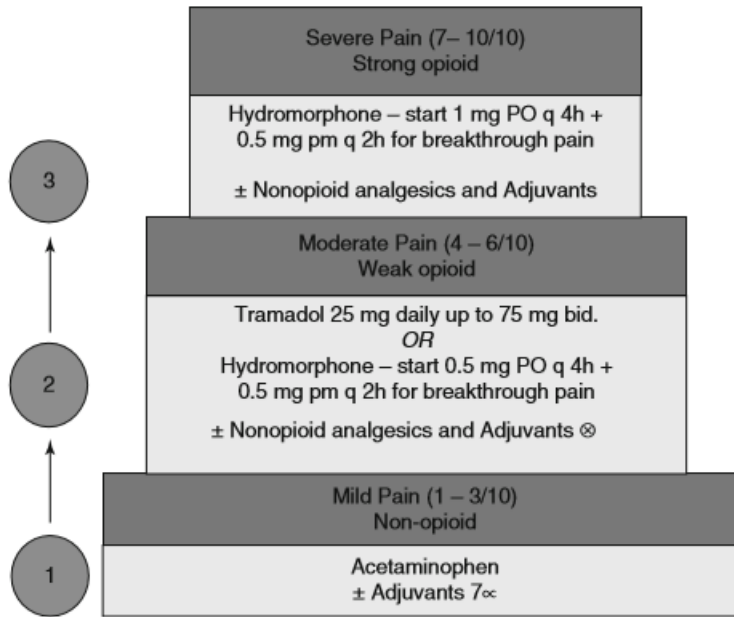 Severe Pain (7– 10/10)
Strong opioid
Hydromorphone – start 1 mg PO q 4h +
0.5 mg pm q 2h for breakthrough pain
± Nonopioid analgesics and Adjuvants
3
Moderate Pain (4 – 6/10)
Weak opioid
Tramadol 25 mg daily up to 75 mg bid.
OR
Hydromorphone – start 0.5 mg PO q 4h +
0.5 mg pm q 2h for breakthrough pain
± Nonopioid analgesics and Adjuvants ⊗
2
Mild Pain (1 – 3/10)
Non-opioid
Acetaminophen
± Adjuvants 7∝
1